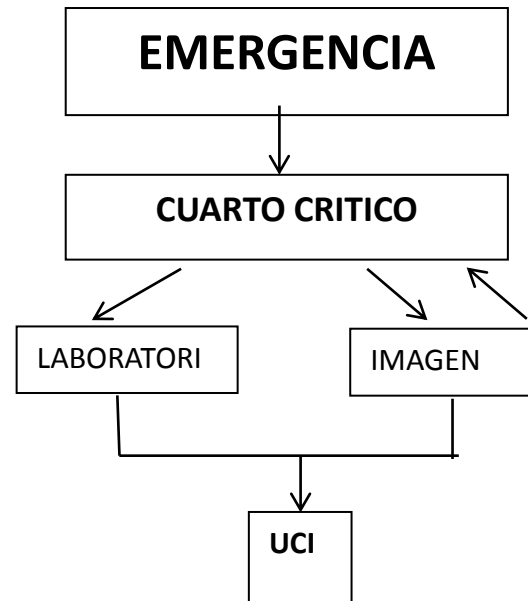 EMERGENCIA
CUARTO CRITICO
LABORATORI
IMAGEN
UCI